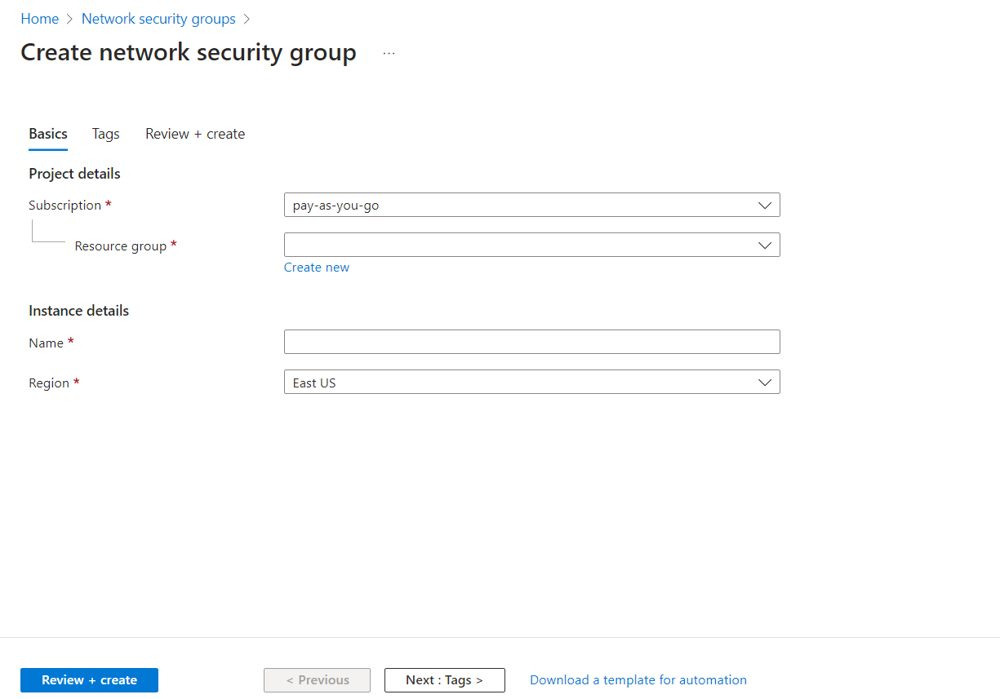 Home > Network security groups >
Create network security group ...
Basics Tags Review + create
Project details
Subscription * pay-as-you-go
Resource group *
Create new
Instance details
Name *
Region * East US
Review + create < Previous Next : Tags > Download a template for automation